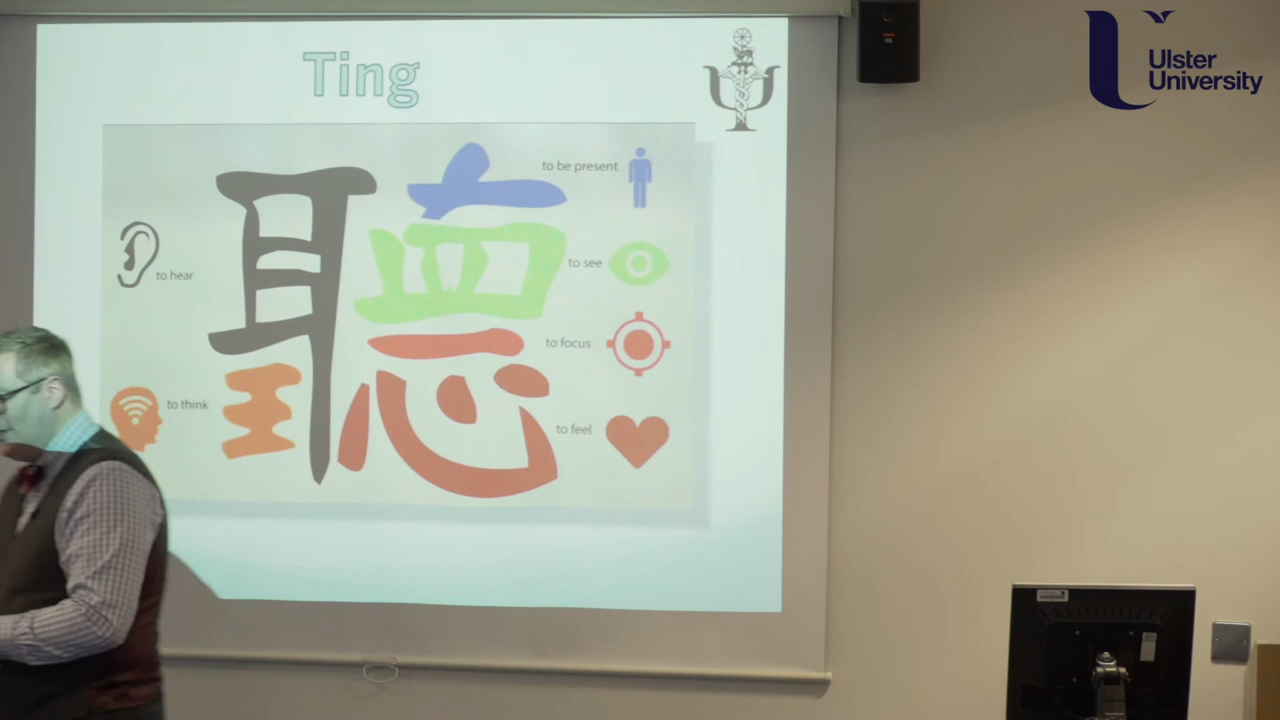 Ting
Ulster
University
聽
to be present
to see
to hear
to focus
to think
to feel